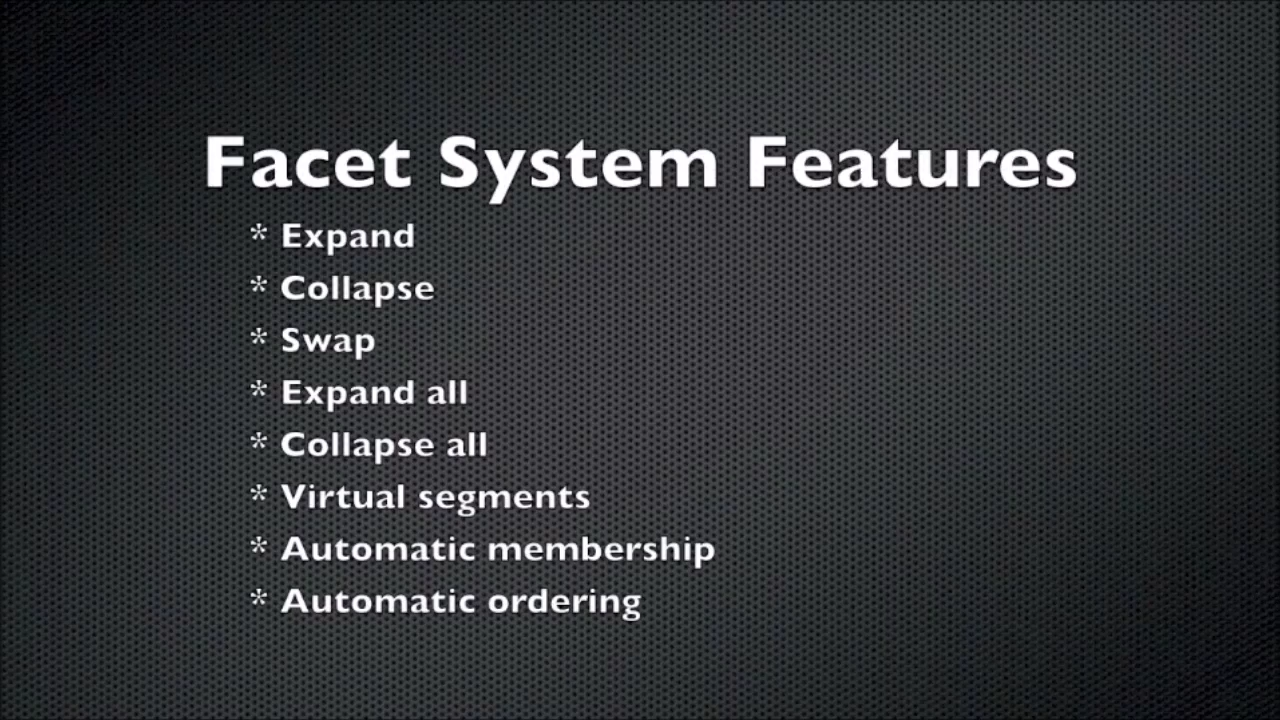 Facet System Features
* Expand
* Collapse
* Swap
* Expand all
* Collapse all
* Virtual segments
* Automatic membership
* Automatic ordering